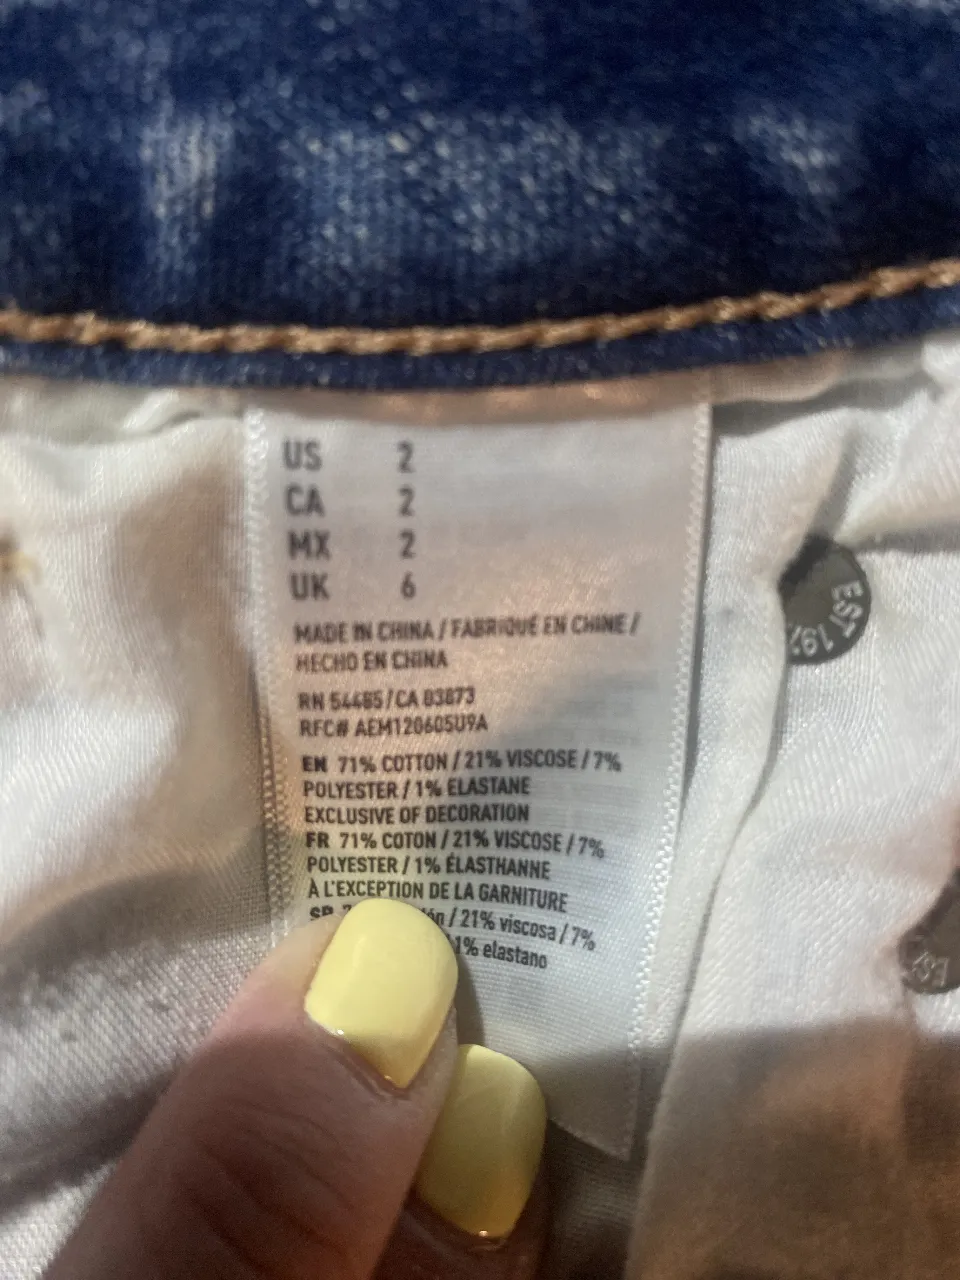 US 2
CA 2
MX 2
UK 6
MADE IN CHINA / FABRIQUÉ EN CHINE /
HECHO EN CHINA
RN 54485 / CA 03873
RFC# AEM120605U9A
EN 71% COTTON / 21% VISCOSE / 7%
POLYESTER / 1% ELASTANE
EXCLUSIVE OF DECORATION
FR 71% COTON / 21% VISCOSE / 7%
POLYESTER / 1% ÉLASTHANNE
À L'EXCEPTION DE LA GARNITURE
SP / 21% viscosa / 7%
1% elastano
EST